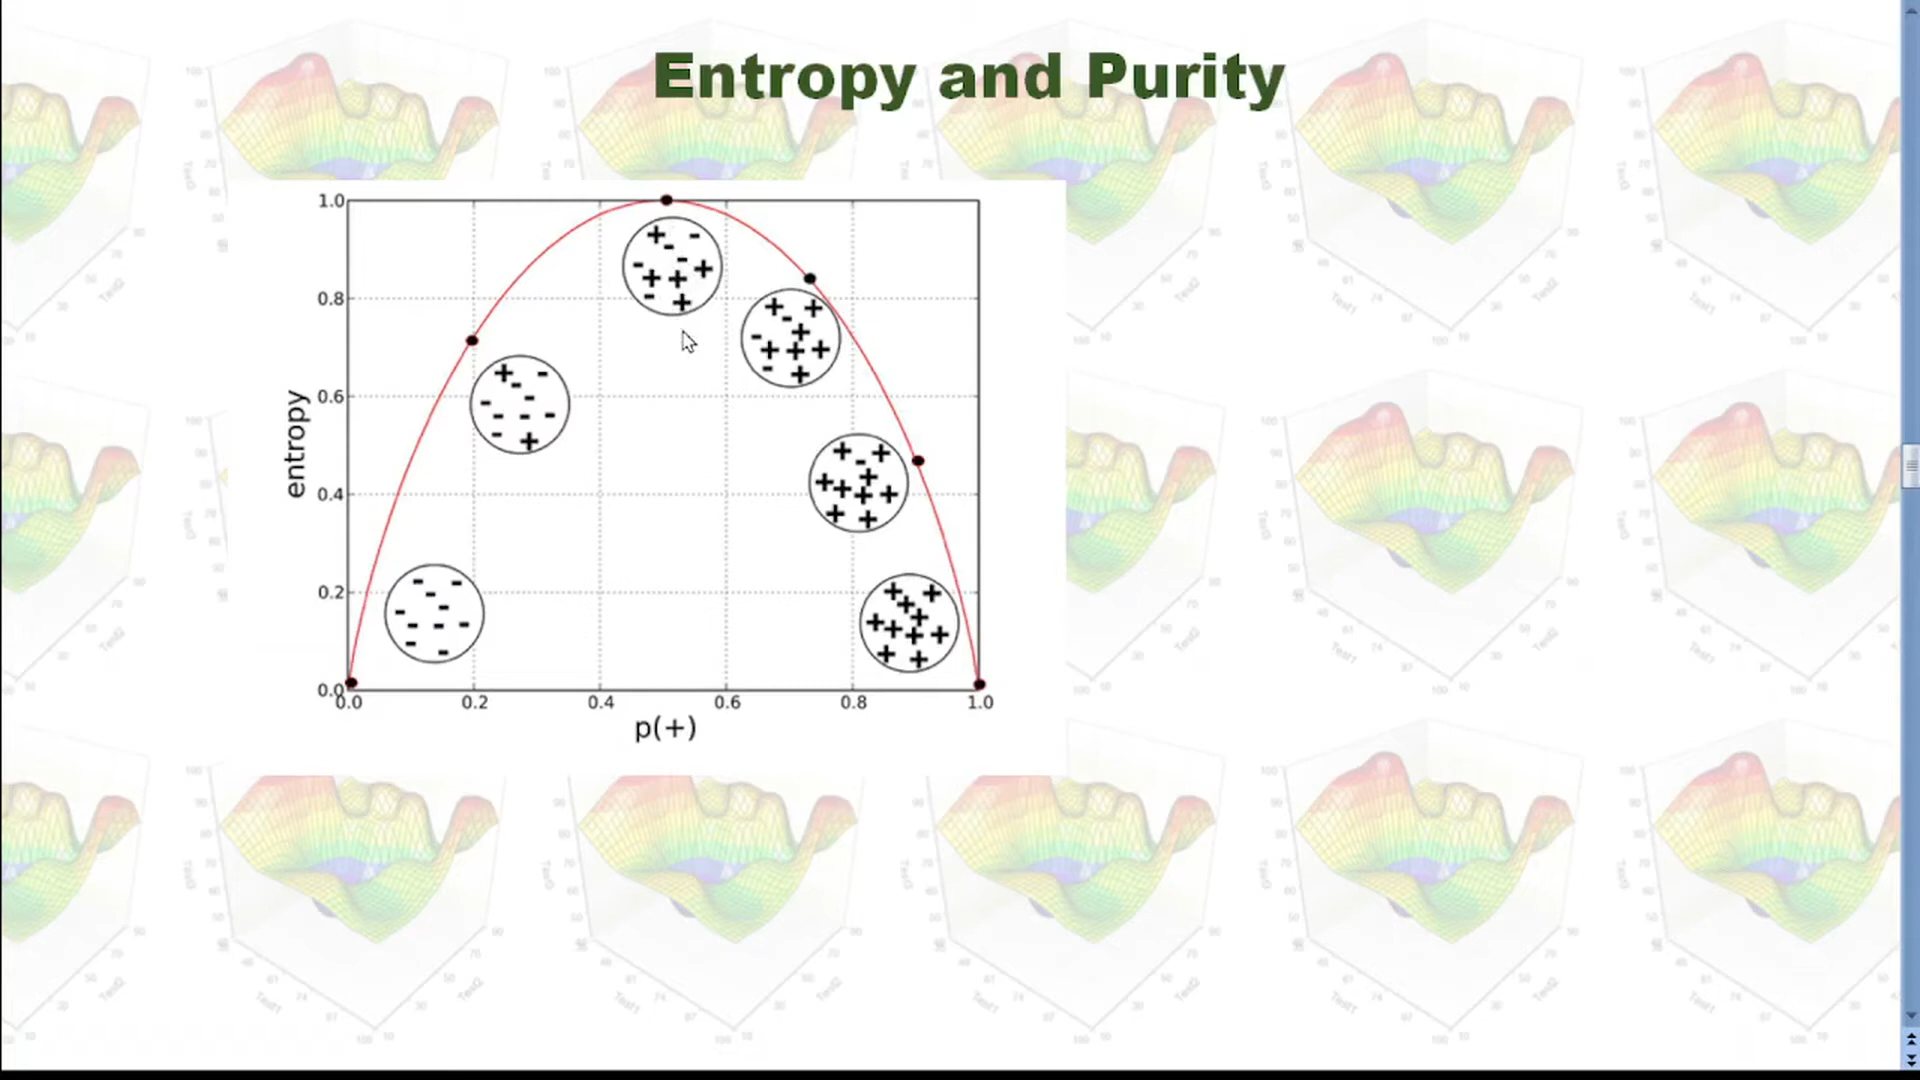 Entropy and Purity
1.0
0.8
0.6
0.4
0.2
0.0
entropy
0.0 0.2 0.4 0.6 0.8 1.0
p(+)